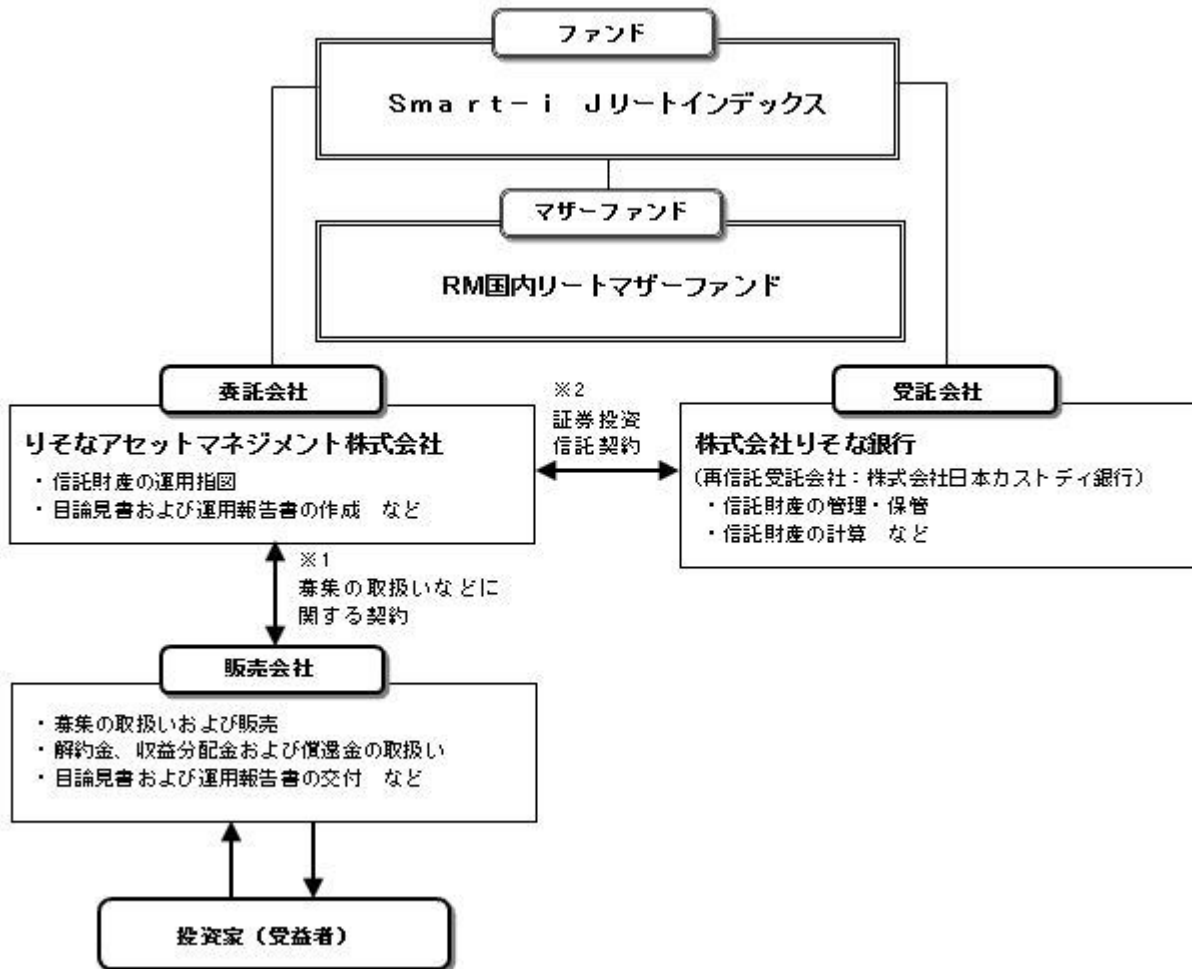 ファンド
Ｓｍａｒｔ－ｉ　Ｊリートインデックス
マザーファンド
RM国内リートマザーファンド
委託会社
りそなアセットマネジメント株式会社
・信託財産の運用指図
・目論見書および運用報告書の作成　など
※2
証券投資
信託契約
受託会社
株式会社りそな銀行
(再信託受託会社：株式会社日本カストディ銀行)
・信託財産の管理・保管
・信託財産の計算　など
※1
募集の取扱いなどに
関する契約
販売会社
・募集の取扱いおよび販売
・解約金、収益分配金および償還金の取扱い
・目論見書および運用報告書の交付　など
投資家（受益者）